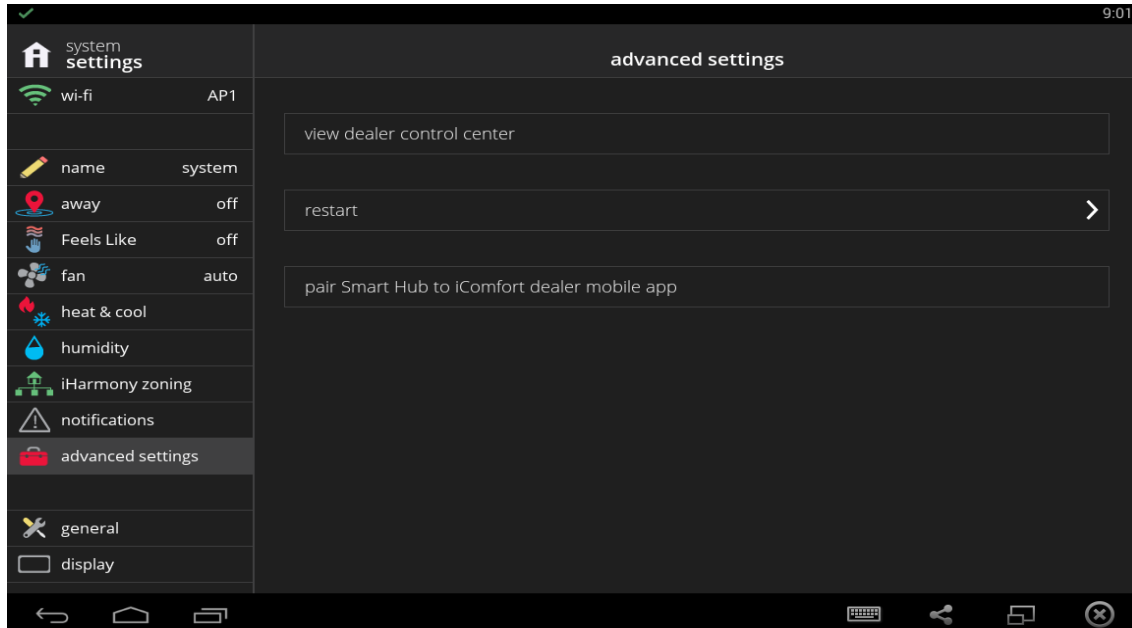 9:01
system
settings
advanced settings
wi-fi AP1
view dealer control center
name system
away off
restart
Feels Like off
fan auto
pair Smart Hub to iComfort dealer mobile app
heat & cool
humidity
iHarmony zoning
notifications
advanced settings
general
display